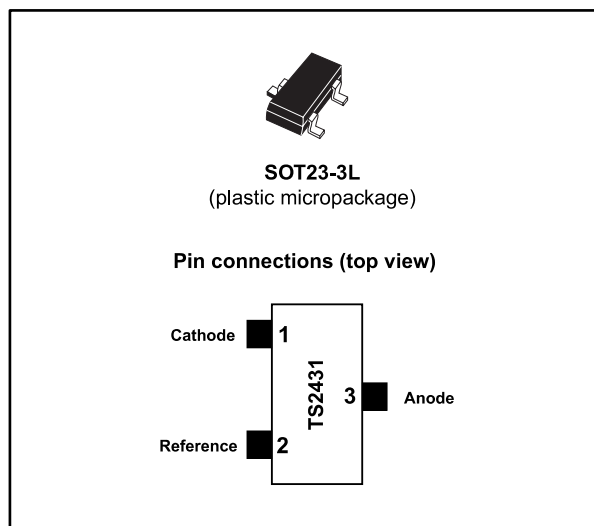 SOT23-3L
(plastic micropackage)
Pin connections (top view)
Cathode 1
TS2431
3 Anode
Reference 2